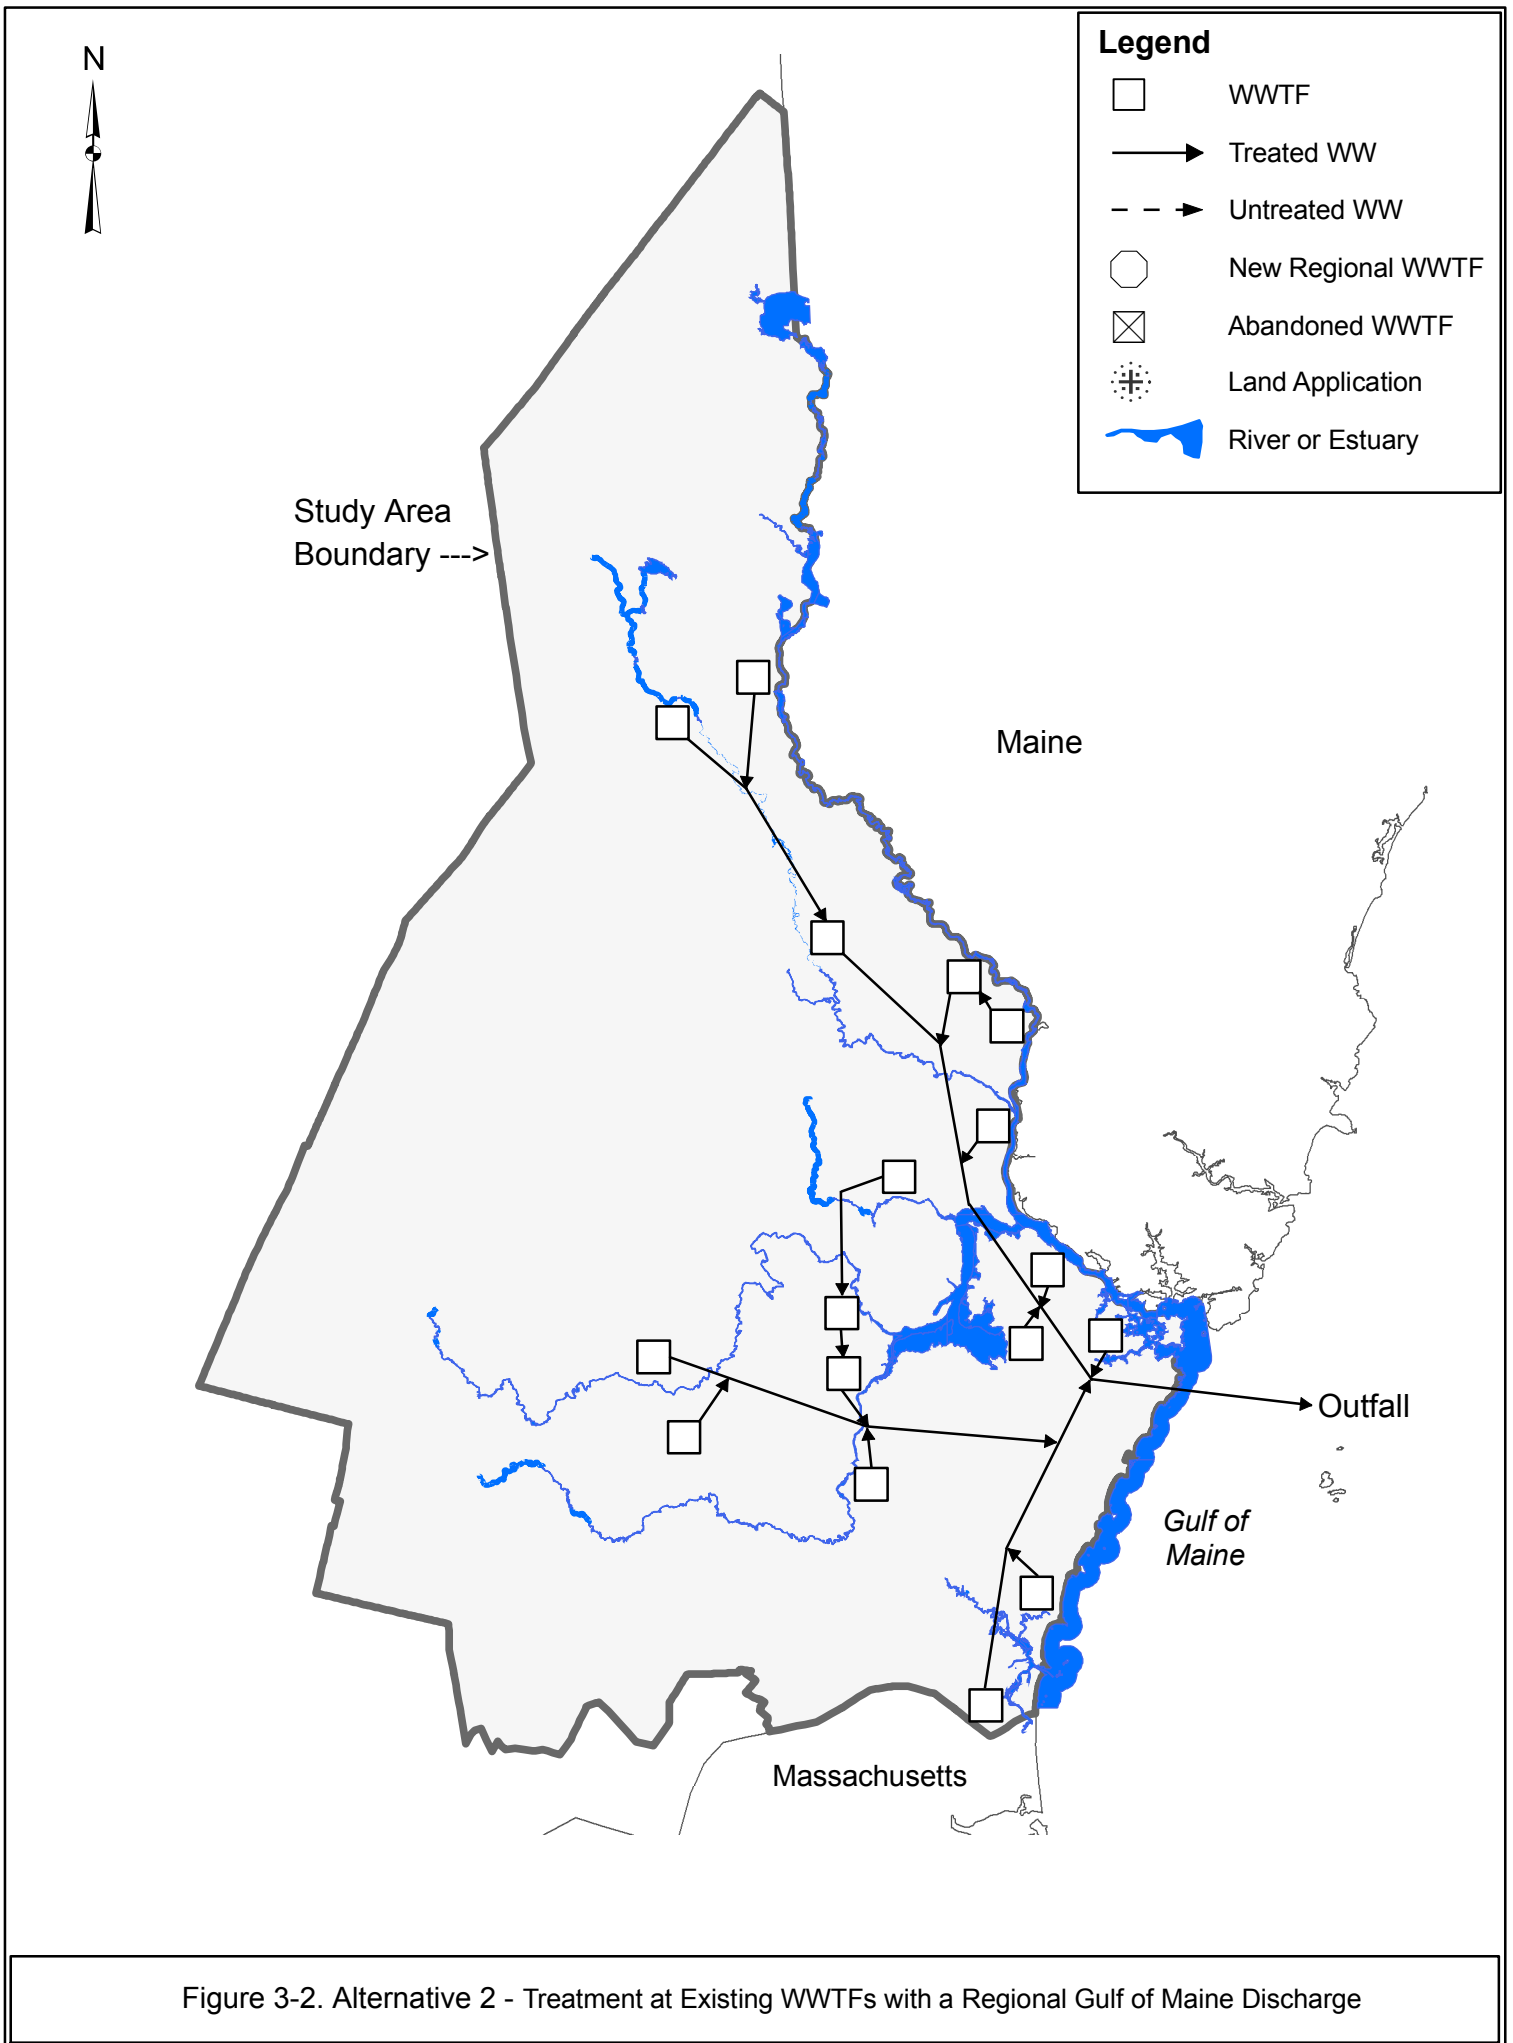 N
Legend
WWTF
Treated WW
Untreated WW
New Regional WWTF
Abandoned WWTF
Land Application
River or Estuary
Study Area
Boundary --->
Maine
Outfall
Gulf of
Maine
Massachusetts
Figure 3-2. Alternative 2 - Treatment at Existing WWTFs with a Regional Gulf of Maine Discharge